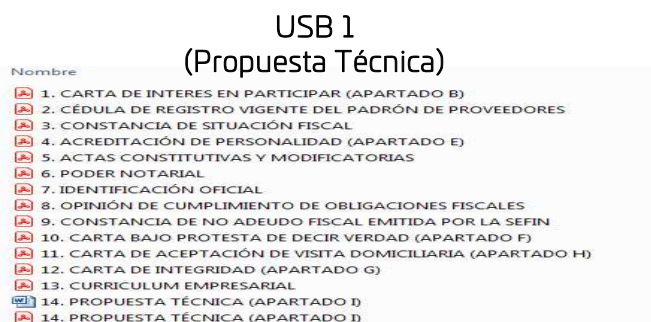 USB 1
(Propuesta Técnica)
Nombre
1. CARTA DE INTERES EN PARTICIPAR (APARTADO B)
2. CÉDULA DE REGISTRO VIGENTE DEL PADRÓN DE PROVEEDORES
3. CONSTANCIA DE SITUACIÓN FISCAL
4. ACREDITACIÓN DE PERSONALIDAD (APARTADO E)
5. ACTAS CONSTITUTIVAS Y MODIFICATORIAS
6. PODER NOTARIAL
7. IDENTIFICACIÓN OFICIAL
8. OPINIÓN DE CUMPLIMIENTO DE OBLIGACIONES FISCALES
9. CONSTANCIA DE NO ADEUDO FISCAL EMITIDA POR LA SEFIN
10. CARTA BAJO PROTESTA DE DECIR VERDAD (APARTADO F)
11. CARTA DE ACEPTACIÓN DE VISITA DOMICILIARIA (APARTADO H)
12. CARTA DE INTEGRIDAD (APARTADO G)
13. CURRICULUM EMPRESARIAL
14. PROPUESTA TÉCNICA (APARTADO I)
14. PROPUESTA TÉCNICA (APARTADO I)